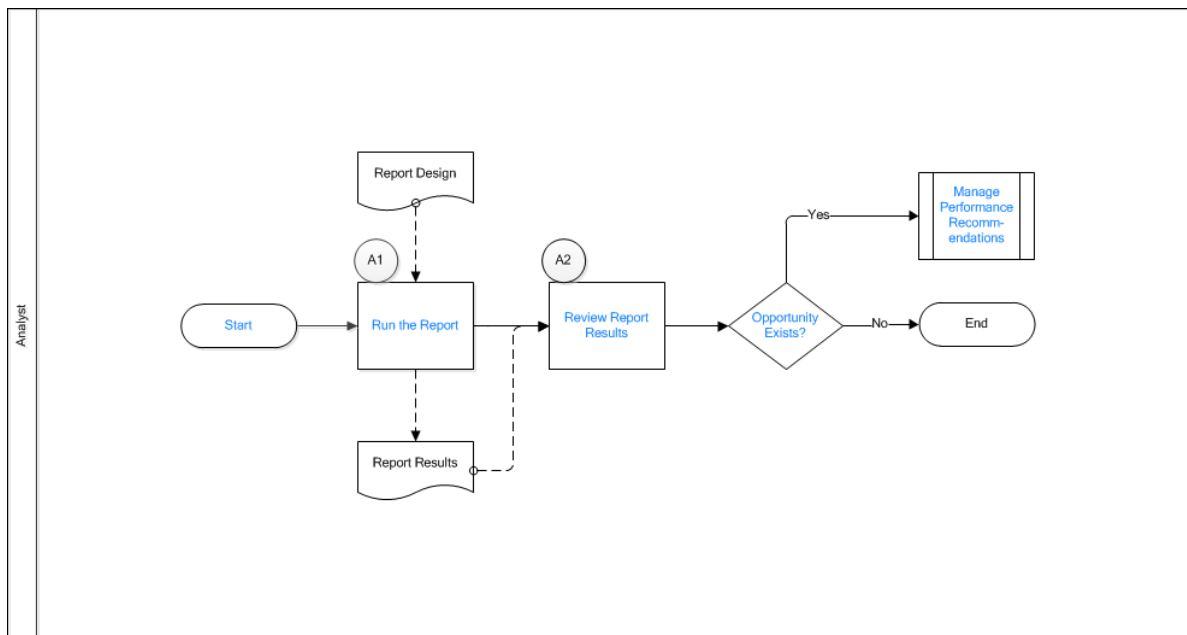 Analyst
Report Design
A1
A2
Start
Run the Report
Review Report
Results
Opportunity
Exists?
Yes
Manage
Performance
Recomm-
endations
No
End
Report Results